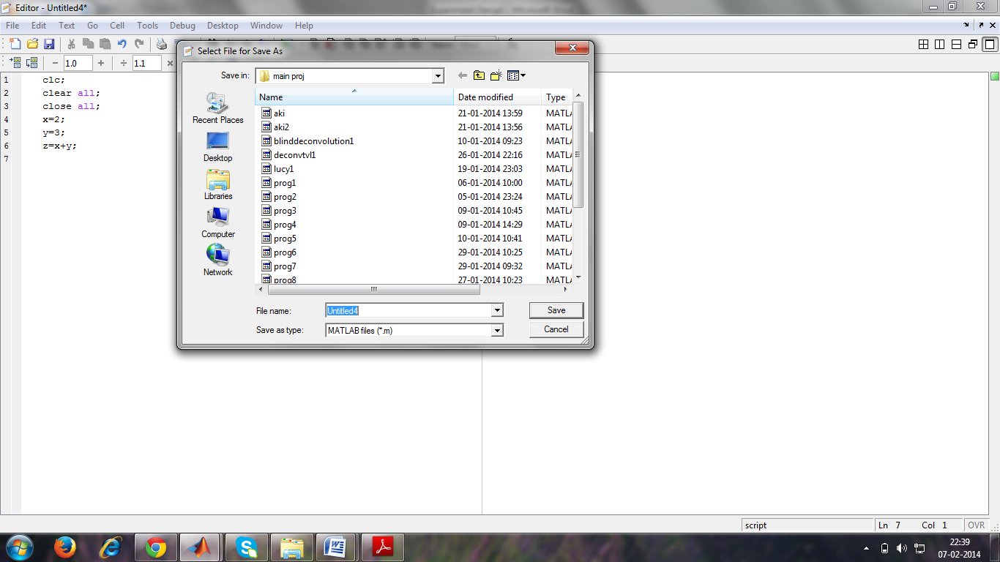 Editor - Untitled4*
File Edit Text Go Cell Tools Debug Desktop Window Help
1.0 1.1
1 clc;
2 clear all;
3 close all;
4 x=2;
5 y=3;
6 z=x+y;
7
Select File for Save As
Save in: main proj
Recent Places
Desktop
Libraries
Computer
Network
Name Date modified Type
aki 21-01-2014 13:59 MATLA
aki2 21-01-2014 13:56 MATLA
blinddeconvolution1 10-01-2014 09:23 MATLA
deconvtvl1 26-01-2014 22:16 MATLA
lucy1 19-01-2014 23:03 MATLA
prog1 06-01-2014 10:00 MATLA
prog2 05-01-2014 23:24 MATLA
prog3 09-01-2014 10:45 MATLA
prog4 09-01-2014 14:29 MATLA
prog5 10-01-2014 10:41 MATLA
prog6 29-01-2014 10:25 MATLA
prog7 29-01-2014 09:32 MATLA
prog8 27-01-2014 10:23 MATLA
File name: Untitled4 Save
Save as type: MATLAB files (*.m) Cancel
script Ln 7 Col 1 OVR
22:39
07-02-2014